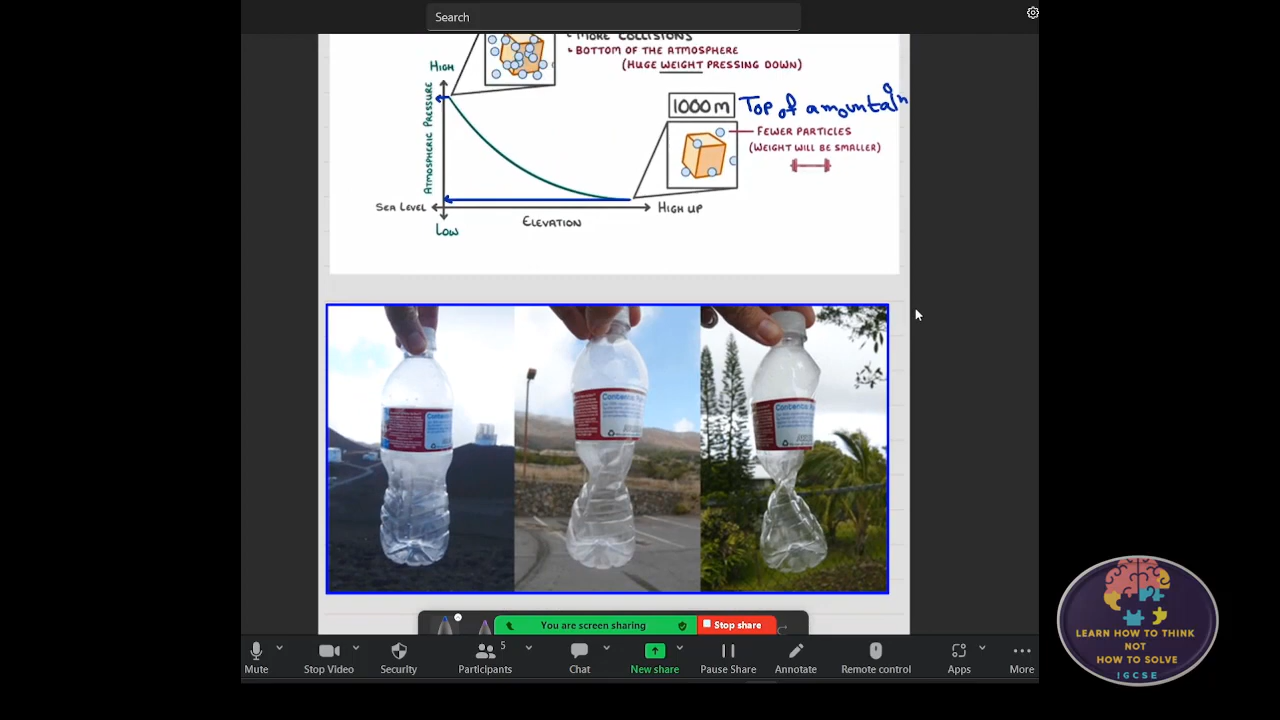 Search
MORE COLLISIONS
BOTTOM OF THE ATMOSPHERE
(HUGE WEIGHT PRESSING DOWN)
HIGH
ATMOSPHERIC PRESSURE
1000m Top of a mountain
FEWER PARTICLES
(WEIGHT WILL BE SMALLER)
SEA LEVEL
HIGH UP
ELEVATION
LOW
You are screen sharing
Stop share
Mute
Stop Video
Security
5
Participants
Chat
New share
Pause Share
Annotate
Remote control
Apps
More
LEARN HOW TO THINK
NOT
HOW TO SOLVE
IGCSE